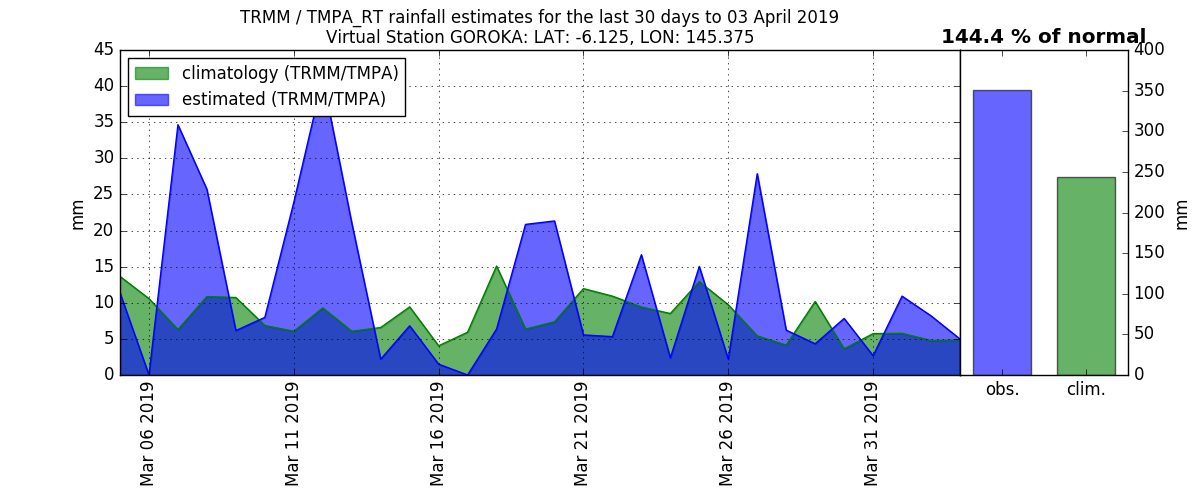 TRMM / TMPA_RT rainfall estimates for the last 30 days to 03 April 2019
Virtual Station GOROKA: LAT: -6.125, LON: 145.375
144.4 % of normal
climatology (TRMM/TMPA)
estimated (TRMM/TMPA)
45
40
35
30
25
20
15
10
5
0
mm
Mar 06 2019
Mar 11 2019
Mar 16 2019
Mar 21 2019
Mar 26 2019
Mar 31 2019
obs.
clim.
400
350
300
250
200
150
100
50
0
mm